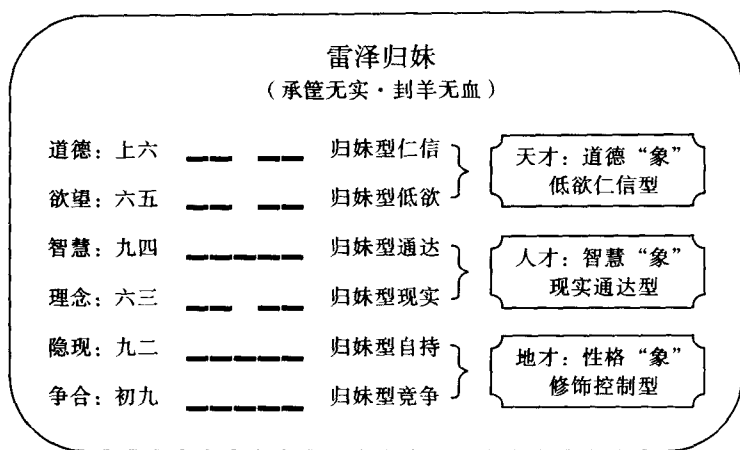 雷泽归妹
（承筐无实·刲羊无血）
道德：上六 归妹型仁信
欲望：六五 归妹型低欲
天才：道德“象”
低欲仁信型
智慧：九四 归妹型通达
理念：六三 归妹型现实
人才：智慧“象”
现实通达型
隐现：九二 归妹型自持
争合：初九 归妹型竞争
地才：性格“象”
修饰控制型